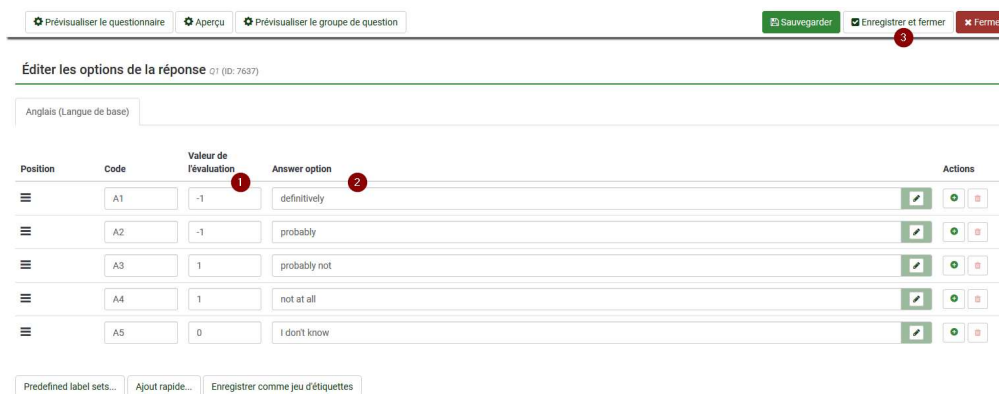 Prévisualiser le questionnaire Aperçu Prévisualiser le groupe de question Sauvegarder Enregistrer et fermer Ferme
3
Éditer les options de la réponse Q1 (ID: 7637)
Anglais (Langue de base)
Valeur de
Position Code l'évaluation Answer option Actions
1 2
A1 -1 definitively
A2 -1 probably
A3 1 probably not
A4 1 not at all
A5 0 I don't know
Predefined label sets... Ajout rapide... Enregistrer comme jeu d'étiquettes